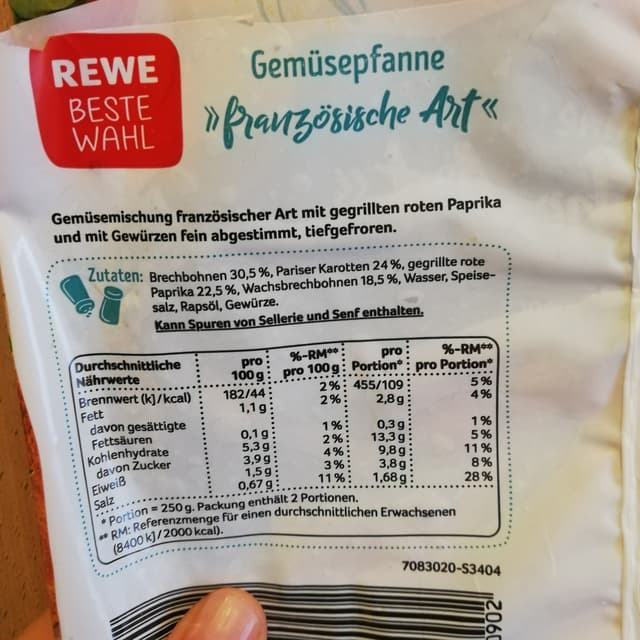 REWE
BESTE
WAHL
Gemüsepfanne
»französische Art«
Gemüsemischung französischer Art mit gegrillten roten Paprika
und mit Gewürzen fein abgestimmt, tiefgefroren.
Zutaten: Brechbohnen 30,5 %, Pariser Karotten 24 %, gegrillte rote
Paprika 22,5 %, Wachsbrechbohnen 18,5 %, Wasser, Speise-
salz, Rapsöl, Gewürze.
Kann Spuren von Sellerie und Senf enthalten.
Durchschnittliche Nährwerte pro 100 g %-RM** pro 100 g pro Portion* %-RM** pro Portion*
Brennwert (kJ/kcal) 182/44 2 % 455/109 5 %
Fett 1,1 g 2 % 2,8 g 4 %
davon gesättigte
Fettsäuren 0,1 g 1 % 0,3 g 1 %
Kohlenhydrate 5,3 g 2 % 13,3 g 5 %
davon Zucker 3,9 g 4 % 9,8 g 11 %
Eiweiß 1,5 g 3 % 3,8 g 8 %
Salz 0,67 g 11 % 1,68 g 28 %
* Portion = 250 g. Packung enthält 2 Portionen.
** RM: Referenzmenge für einen durchschnittlichen Erwachsenen
(8400 kJ / 2000 kcal).
7083020-S3404